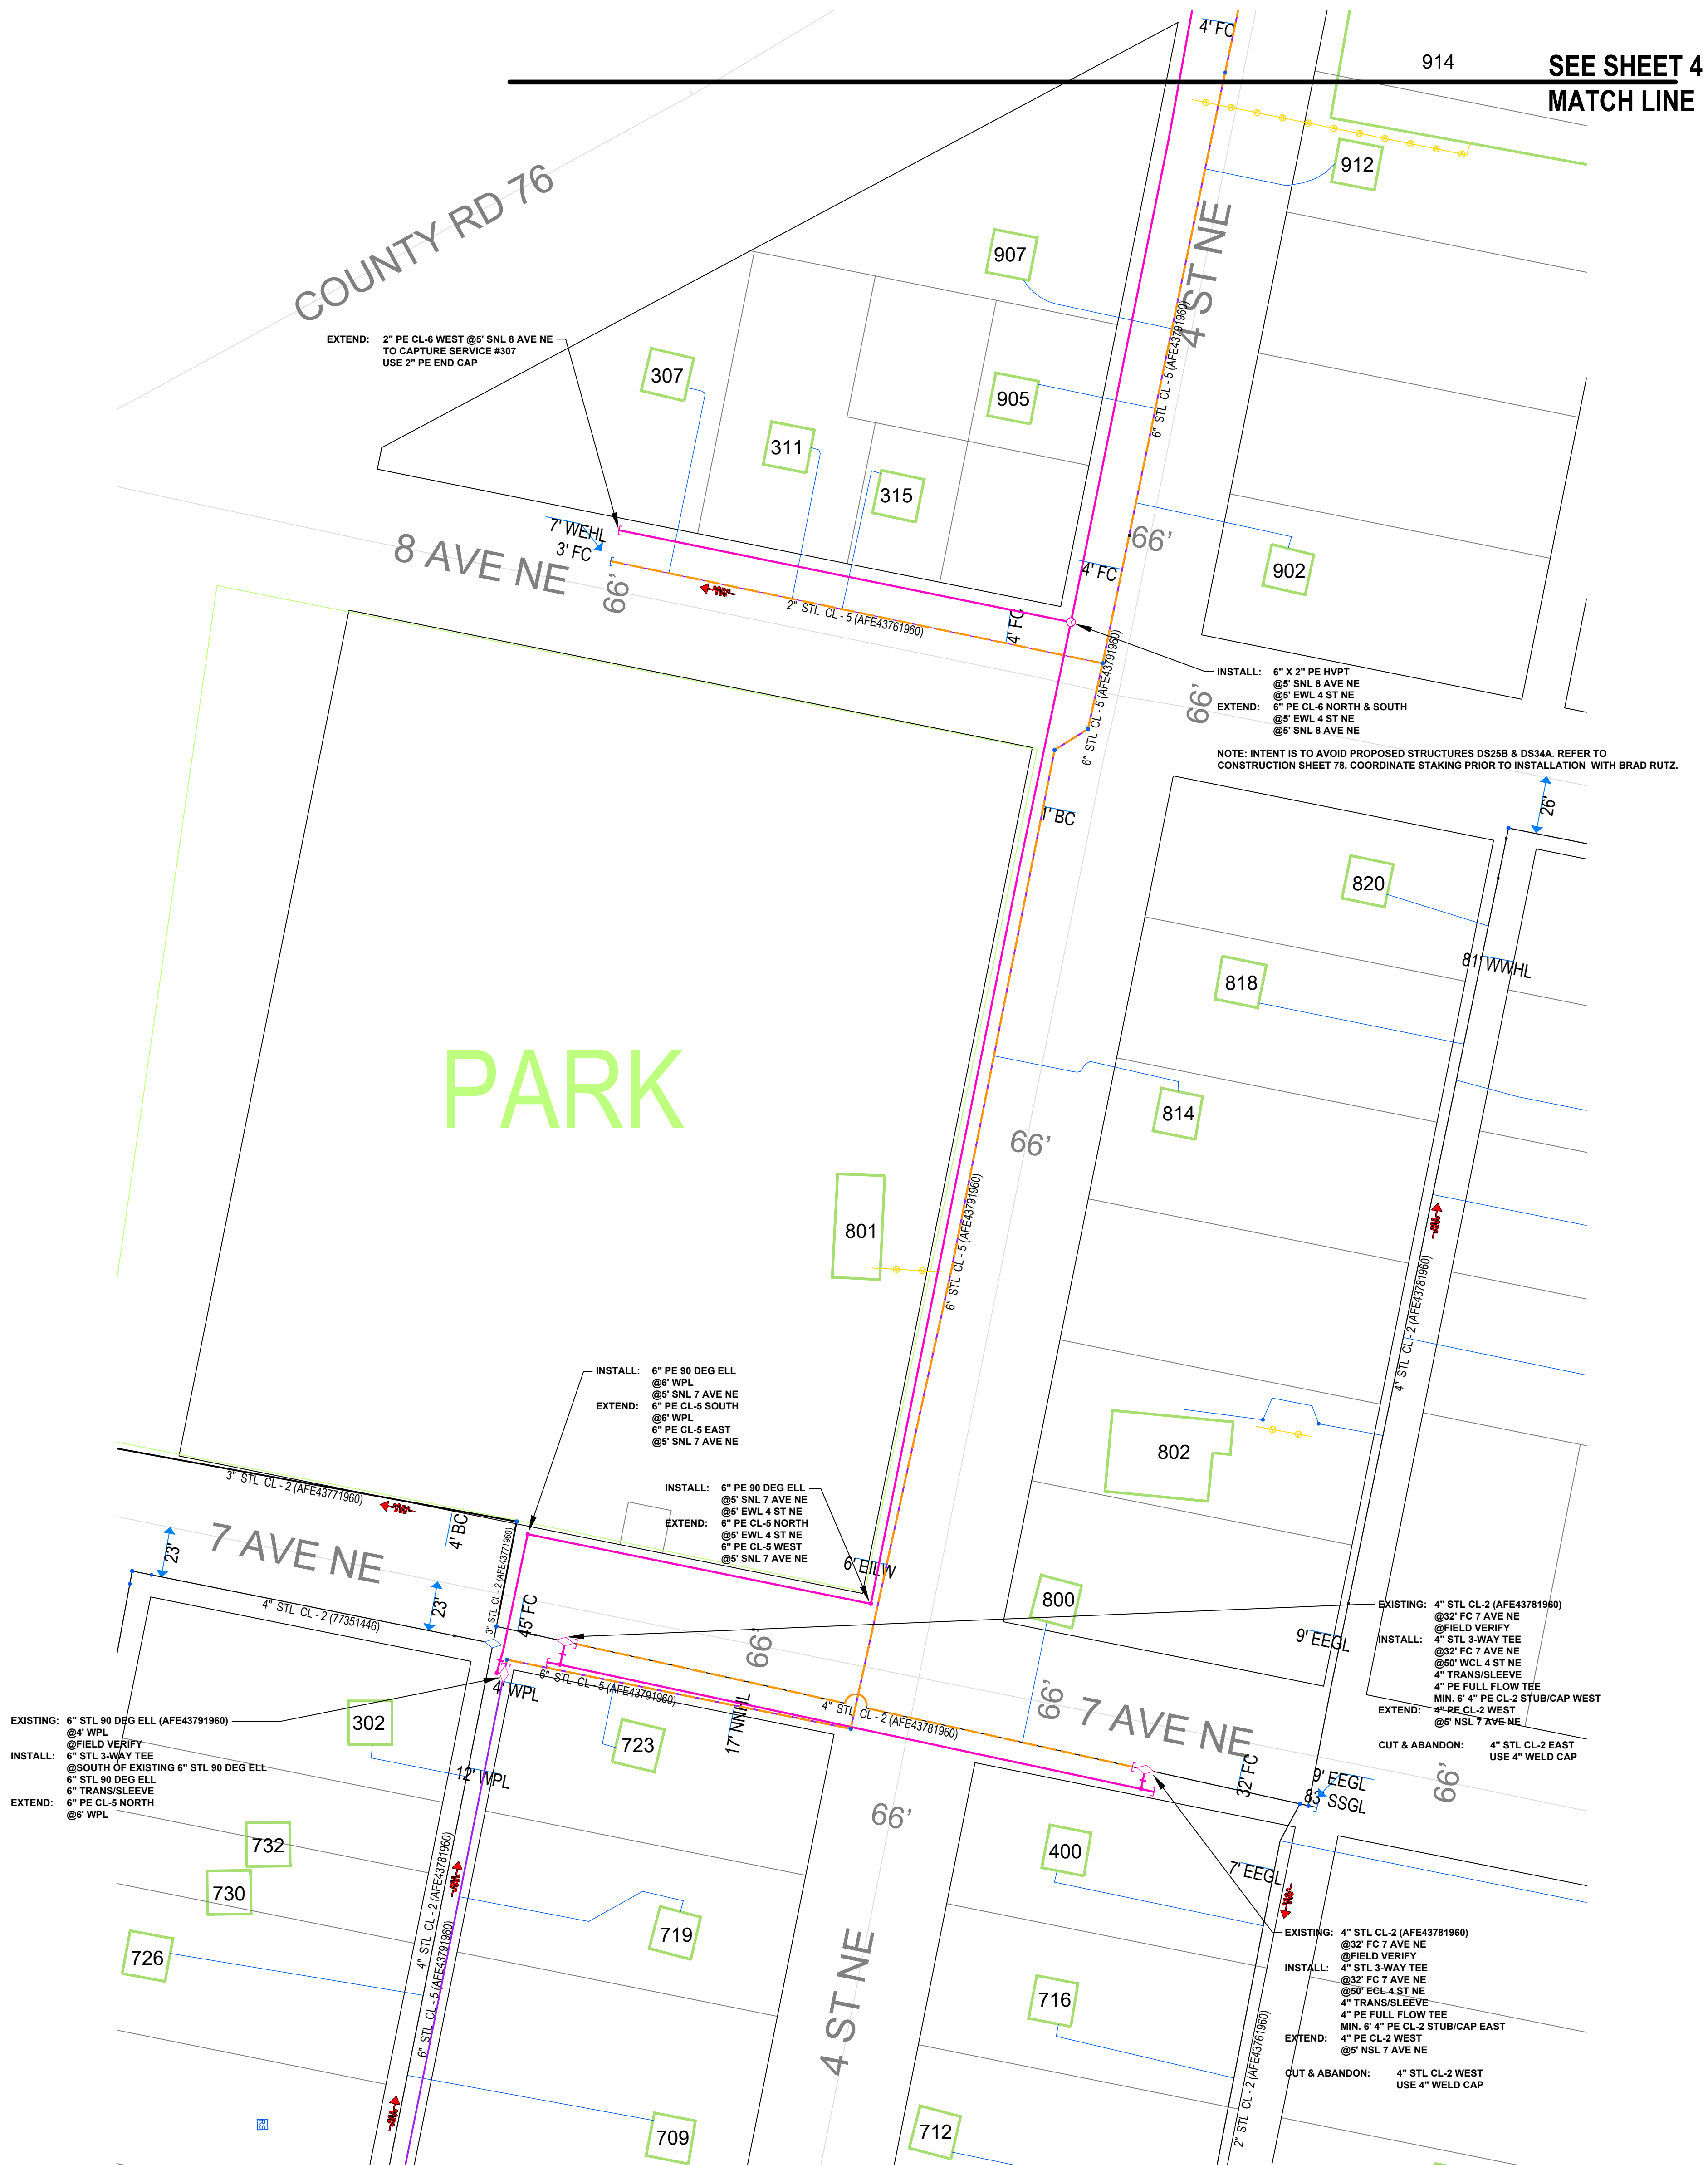 4' FC
914
SEE SHEET 4
MATCH LINE
912
COUNTY RD 76
4 ST NE
907
6" STL CL - 5 (AFE43791960)
EXTEND: 2" PE CL-6 WEST @5' SNL 8 AVE NE
TO CAPTURE SERVICE #307
USE 2" PE END CAP
307
905
311
315
7' WEHL
3' FC
8 AVE NE
66'
66'
4' FC
902
2" STL CL - 5 (AFE43761960)
4' FC
6" STL CL - 5 (AFE43791960)
66'
INSTALL: 6" X 2" PE HVPT
@5' SNL 8 AVE NE
@5' EWL 4 ST NE
EXTEND: 6" PE CL-6 NORTH & SOUTH
@5' EWL 4 ST NE
@5' SNL 8 AVE NE
NOTE: INTENT IS TO AVOID PROPOSED STRUCTURES DS25B & DS34A. REFER TO
CONSTRUCTION SHEET 78. COORDINATE STAKING PRIOR TO INSTALLATION WITH BRAD RUTZ.
26'
1' BC
820
81' WWHL
818
PARK
814
66'
801
6" STL CL - 5 (AFE43791960)
4" STL CL - 2 (AFE43781960)
802
INSTALL: 6" PE 90 DEG ELL
@6' WPL
@5' SNL 7 AVE NE
EXTEND: 6" PE CL-5 SOUTH
@6' WPL
6" PE CL-5 EAST
@5' SNL 7 AVE NE
INSTALL: 6" PE 90 DEG ELL
@5' SNL 7 AVE NE
@5' EWL 4 ST NE
EXTEND: 6" PE CL-5 NORTH
@5' EWL 4 ST NE
6" PE CL-5 WEST
@5' SNL 7 AVE NE
3" STL CL - 2 (AFE43771960)
4' BC
23'
7 AVE NE
3" STL CL - 2 (AFE43771960)
6' EILW
23'
4" STL CL - 2 (77351446)
45' FC
800
9' EEGL
EXISTING: 4" STL CL-2 (AFE43781960)
@32' FC 7 AVE NE
@FIELD VERIFY
INSTALL: 4" STL 3-WAY TEE
@32' FC 7 AVE NE
@50' WCL 4 ST NE
4" TRANS/SLEEVE
4" PE FULL FLOW TEE
MIN. 6' 4" PE CL-2 STUB/CAP WEST
EXTEND: 4" PE CL-2 WEST
@5' NSL 7 AVE NE
CUT & ABANDON: 4" STL CL-2 EAST
USE 4" WELD CAP
66'
6" STL CL - 5 (AFE43791960)
4' WPL
4" STL CL - 2 (AFE43781960)
66'
7 AVE NE
EXISTING: 6" STL 90 DEG ELL (AFE43791960)
@4' WPL
@FIELD VERIFY
INSTALL: 6" STL 3-WAY TEE
@SOUTH OF EXISTING 6" STL 90 DEG ELL
6" STL 90 DEG ELL
6" TRANS/SLEEVE
EXTEND: 6" PE CL-5 NORTH
@6' WPL
302
723
17' NNHL
12' WPL
32' FC
9' EEGL
83' SSGL
66'
66'
732
730
400
7' EEGL
4" STL CL - 2 (AFE43781960)
719
726
6" STL CL - 5 (AFE43791960)
4 ST NE
716
EXISTING: 4" STL CL-2 (AFE43781960)
@32' FC 7 AVE NE
@FIELD VERIFY
INSTALL: 4" STL 3-WAY TEE
@32' FC 7 AVE NE
@50' ECL 4 ST NE
4" TRANS/SLEEVE
4" PE FULL FLOW TEE
MIN. 6' 4" PE CL-2 STUB/CAP EAST
EXTEND: 4" PE CL-2 WEST
@5' NSL 7 AVE NE
CUT & ABANDON: 4" STL CL-2 WEST
USE 4" WELD CAP
2" STL CL - 2 (AFE43761960)
RS
709
712